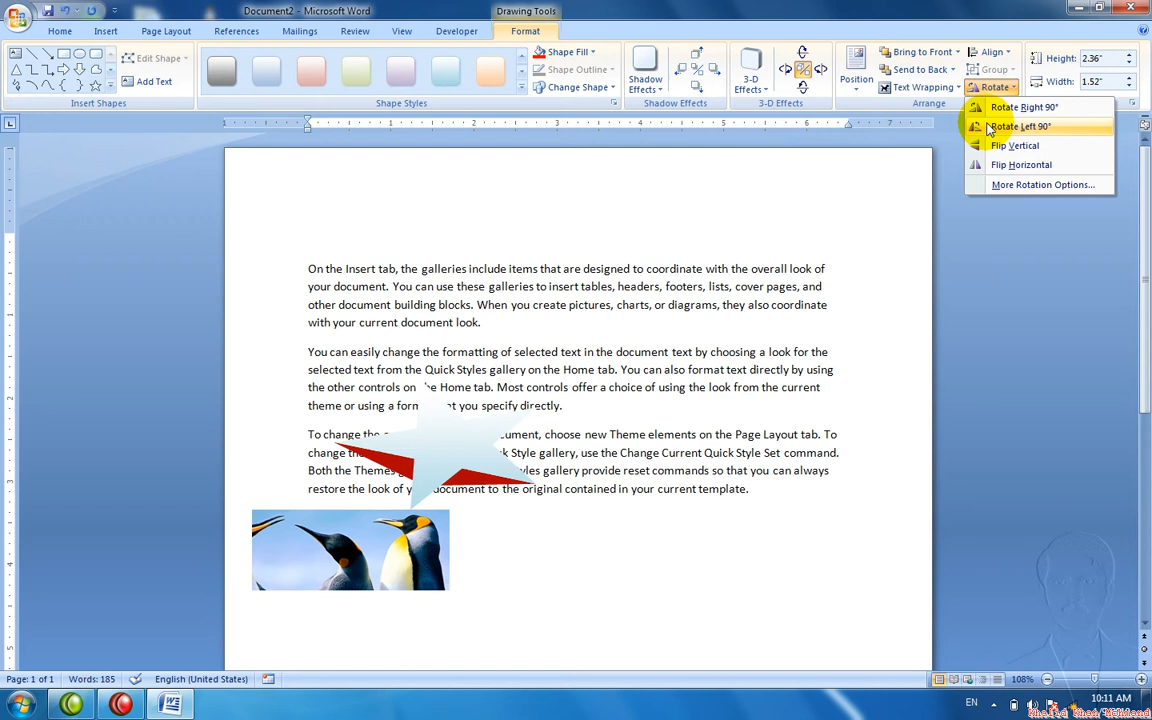 Document2 - Microsoft Word
Drawing Tools
Home Insert Page Layout References Mailings Review View Developer Format
Edit Shape
Add Text
Shape Fill
Shape Outline
Change Shape
Shadow Effects
3-D Effects
Position
Bring to Front
Send to Back
Text Wrapping
Align
Group
Rotate
Height: 2.36"
Width: 1.52"
Insert Shapes Shape Styles Shadow Effects 3-D Effects Arrange
Rotate Right 90°
Rotate Left 90°
Flip Vertical
Flip Horizontal
More Rotation Options...
On the Insert tab, the galleries include items that are designed to coordinate with the overall look of
your document. You can use these galleries to insert tables, headers, footers, lists, cover pages, and
other document building blocks. When you create pictures, charts, or diagrams, they also coordinate
with your current document look.
You can easily change the formatting of selected text in the document text by choosing a look for the
selected text from the Quick Styles gallery on the Home tab. You can also format text directly by using
the other controls on the Home tab. Most controls offer a choice of using the look from the current
theme or using a format you specify directly.
To change the document, choose new Theme elements on the Page Layout tab. To
change Style gallery, use the Change Current Quick Style Set command.
Both the Themes gallery provide reset commands so that you can always
restore the look of your document to the original contained in your current template.
Page: 1 of 1 Words: 185 English (United States) 108%
EN 10:11 AM
Khalid Khan Mohmand